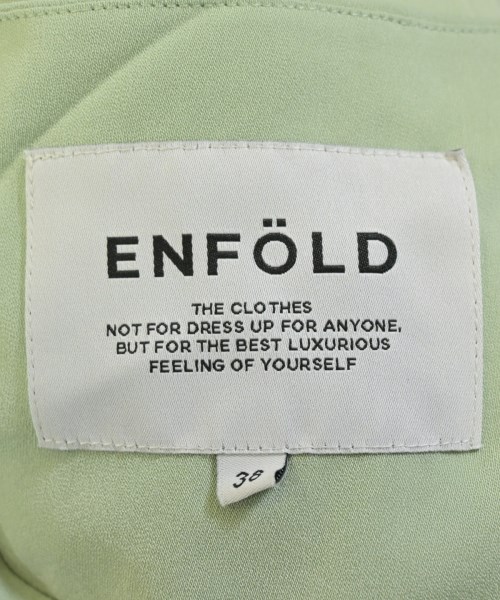 ENFÖLD
THE CLOTHES
NOT FOR DRESS UP FOR ANYONE,
BUT FOR THE BEST LUXURIOUS
FEELING OF YOURSELF
38